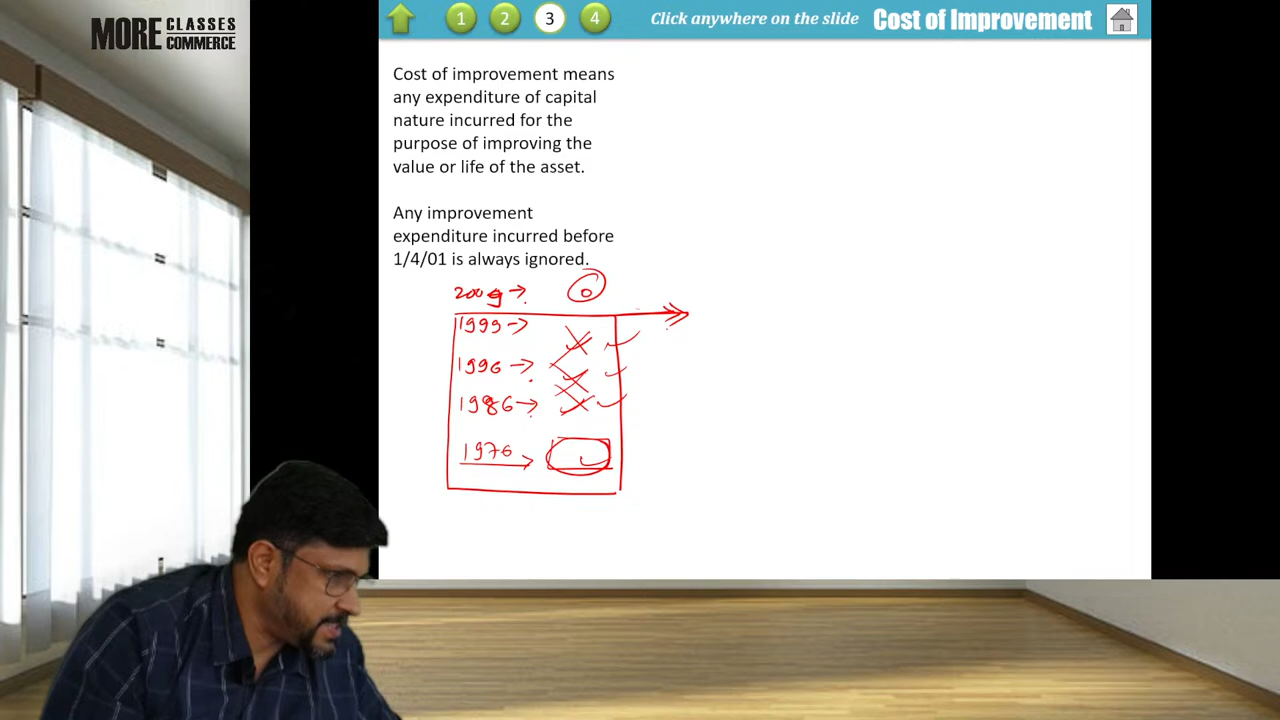 MORE CLASSES COMMERCE
1 2 3 4 Click anywhere on the slide Cost of Improvement
Cost of improvement means
any expenditure of capital
nature incurred for the
purpose of improving the
value or life of the asset.
Any improvement
expenditure incurred before
1/4/01 is always ignored.
1999 →
1996 →
1986 →
1976 →